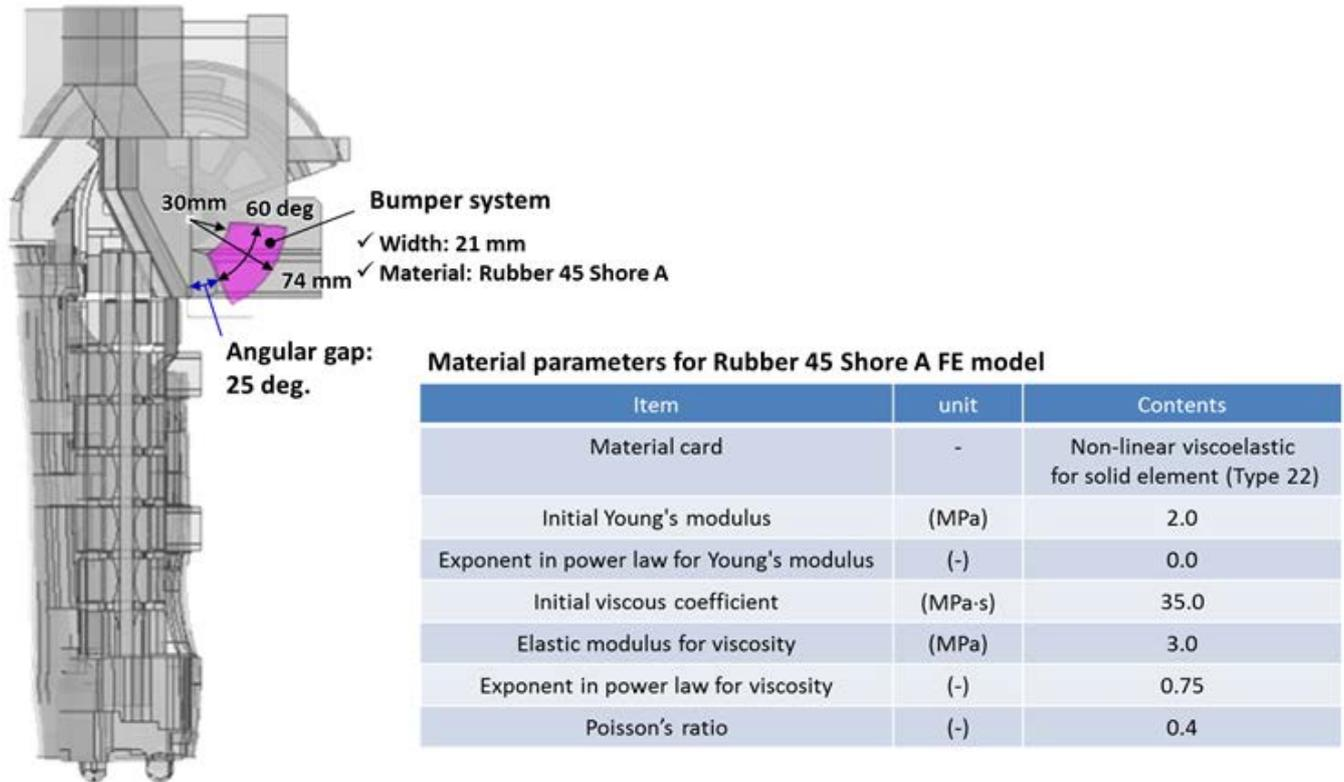 30mm
60 deg
Bumper system
✓ Width: 21 mm
74 mm
✓ Material: Rubber 45 Shore A
Angular gap:
25 deg.
Material parameters for Rubber 45 Shore A FE model
Item unit Contents
Material card - Non-linear viscoelastic
for solid element (Type 22)
Initial Young's modulus (MPa) 2.0
Exponent in power law for Young's modulus (-) 0.0
Initial viscous coefficient (MPa·s) 35.0
Elastic modulus for viscosity (MPa) 3.0
Exponent in power law for viscosity (-) 0.75
Poisson’s ratio (-) 0.4